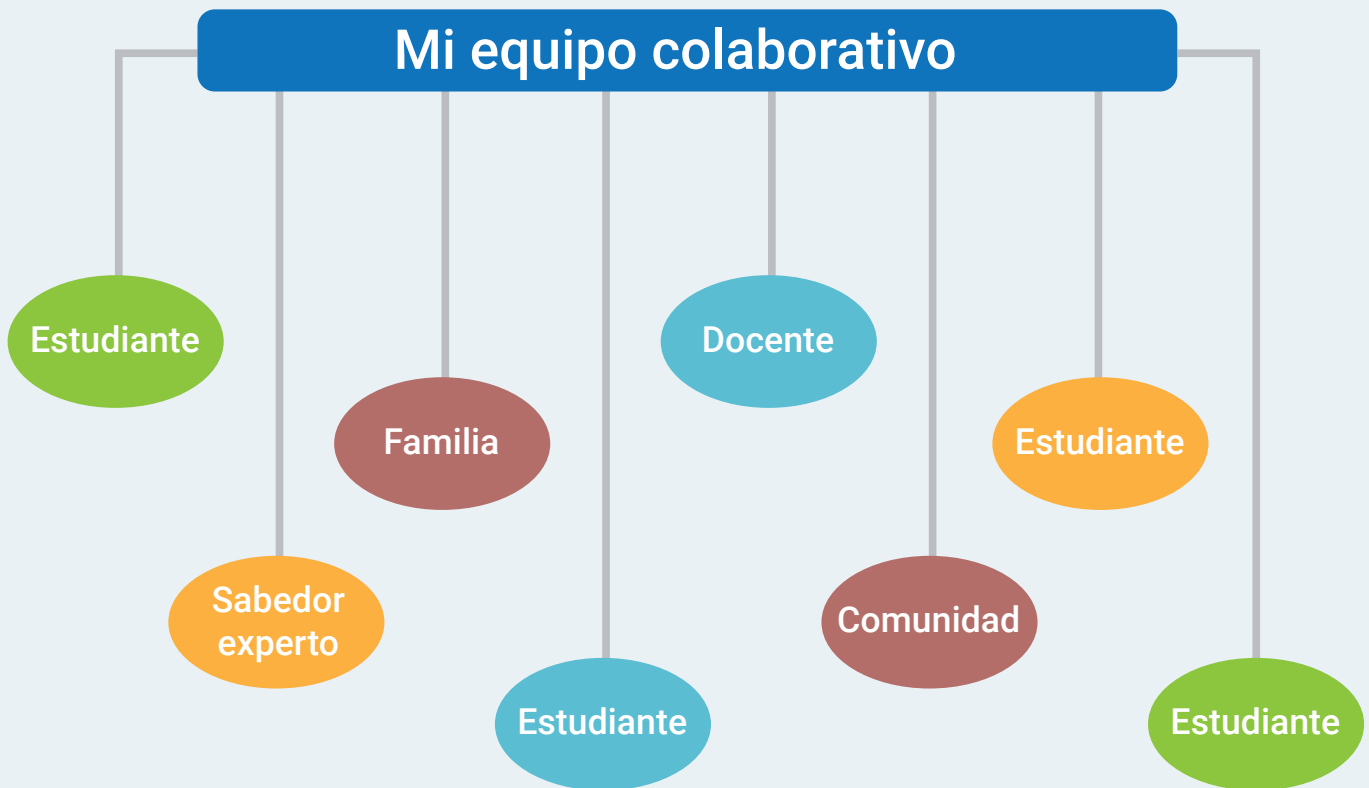 Mi equipo colaborativo
Estudiante
Docente
Familia
Estudiante
Sabedor
experto
Comunidad
Estudiante
Estudiante